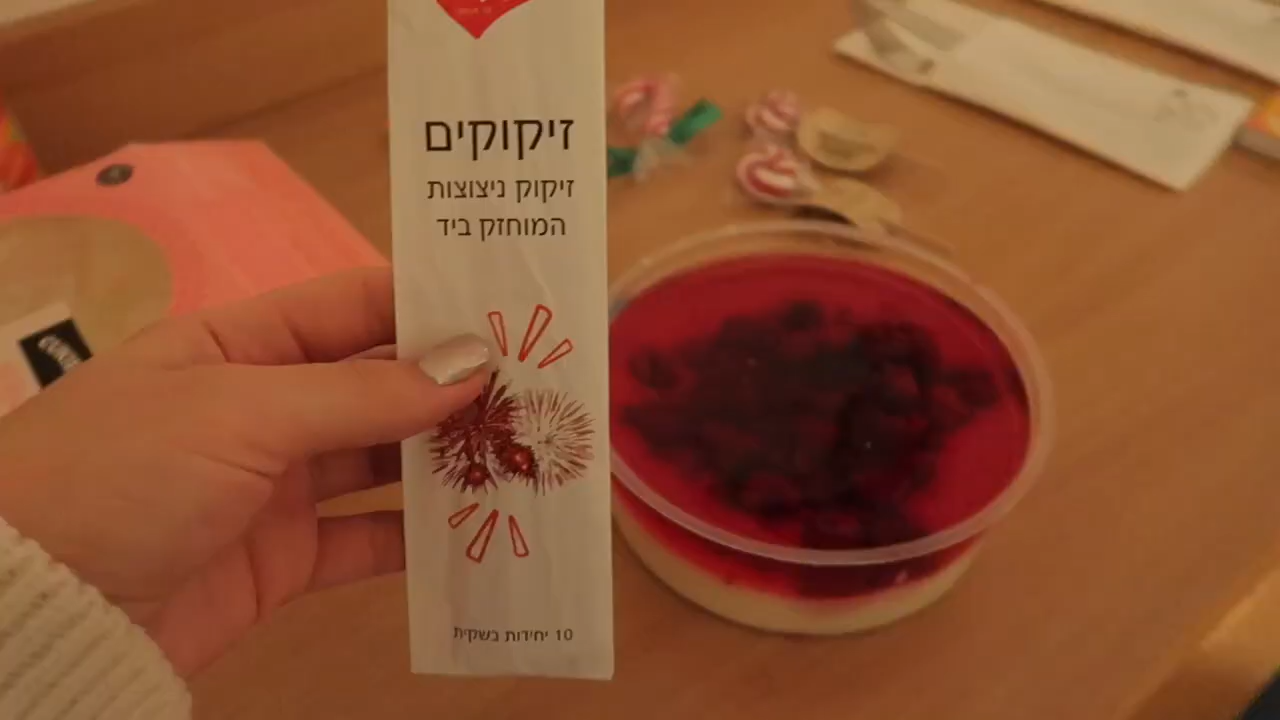 זיקוקים
זיקוק ניצוצות
המוחזק ביד
10 יחידות בשקית